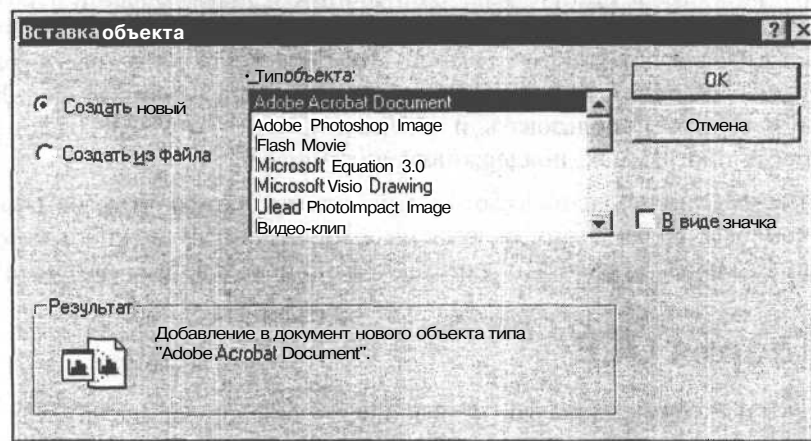 Вставка объекта
Тип объекта:
Создать новый
Создать из файла
Adobe Acrobat Document
Adobe Photoshop Image
Flash Movie
Microsoft Equation 3.0
Microsoft Visio Drawing
Ulead PhotoImpact Image
Видео-клип
OK
Отмена
В виде значка
Результат
Добавление в документ нового объекта типа
"Adobe Acrobat Document".